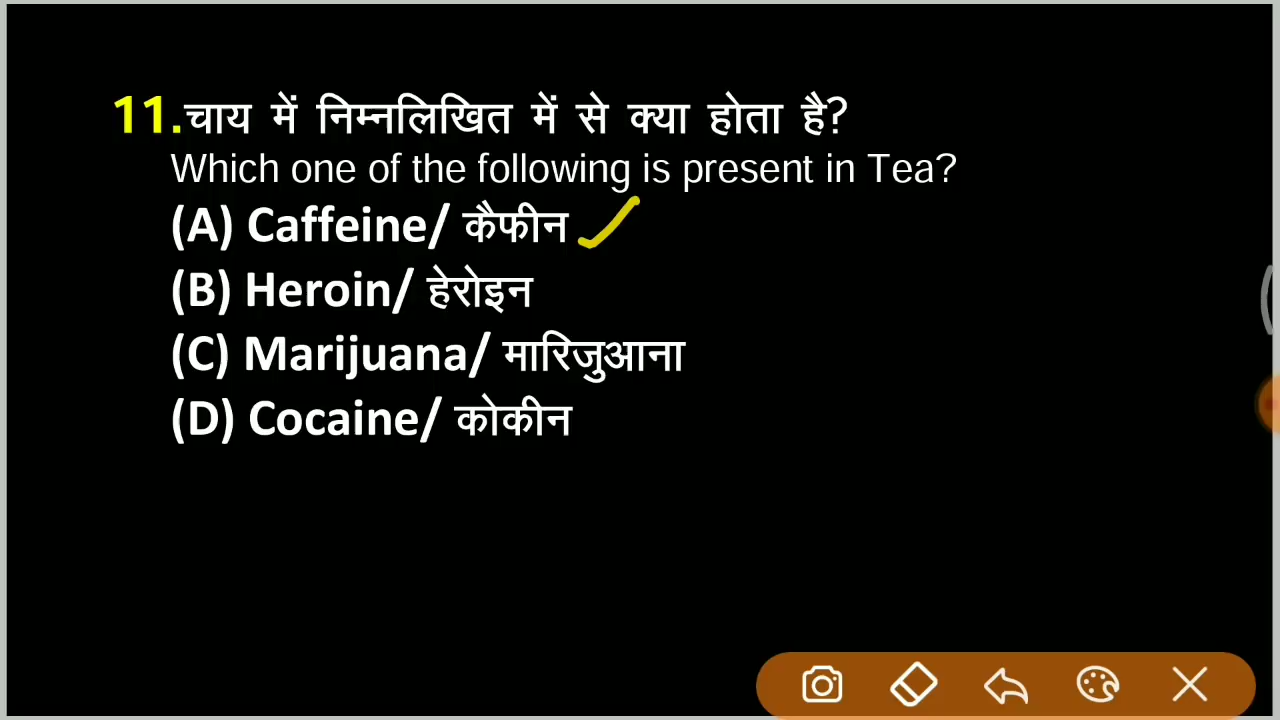 11.चाय में निम्नलिखित में से क्या होता है?
Which one of the following is present in Tea?
(A) Caffeine/ कैफीन
(B) Heroin/ हेरोइन
(C) Marijuana/ मारिजुआना
(D) Cocaine/ कोकीन